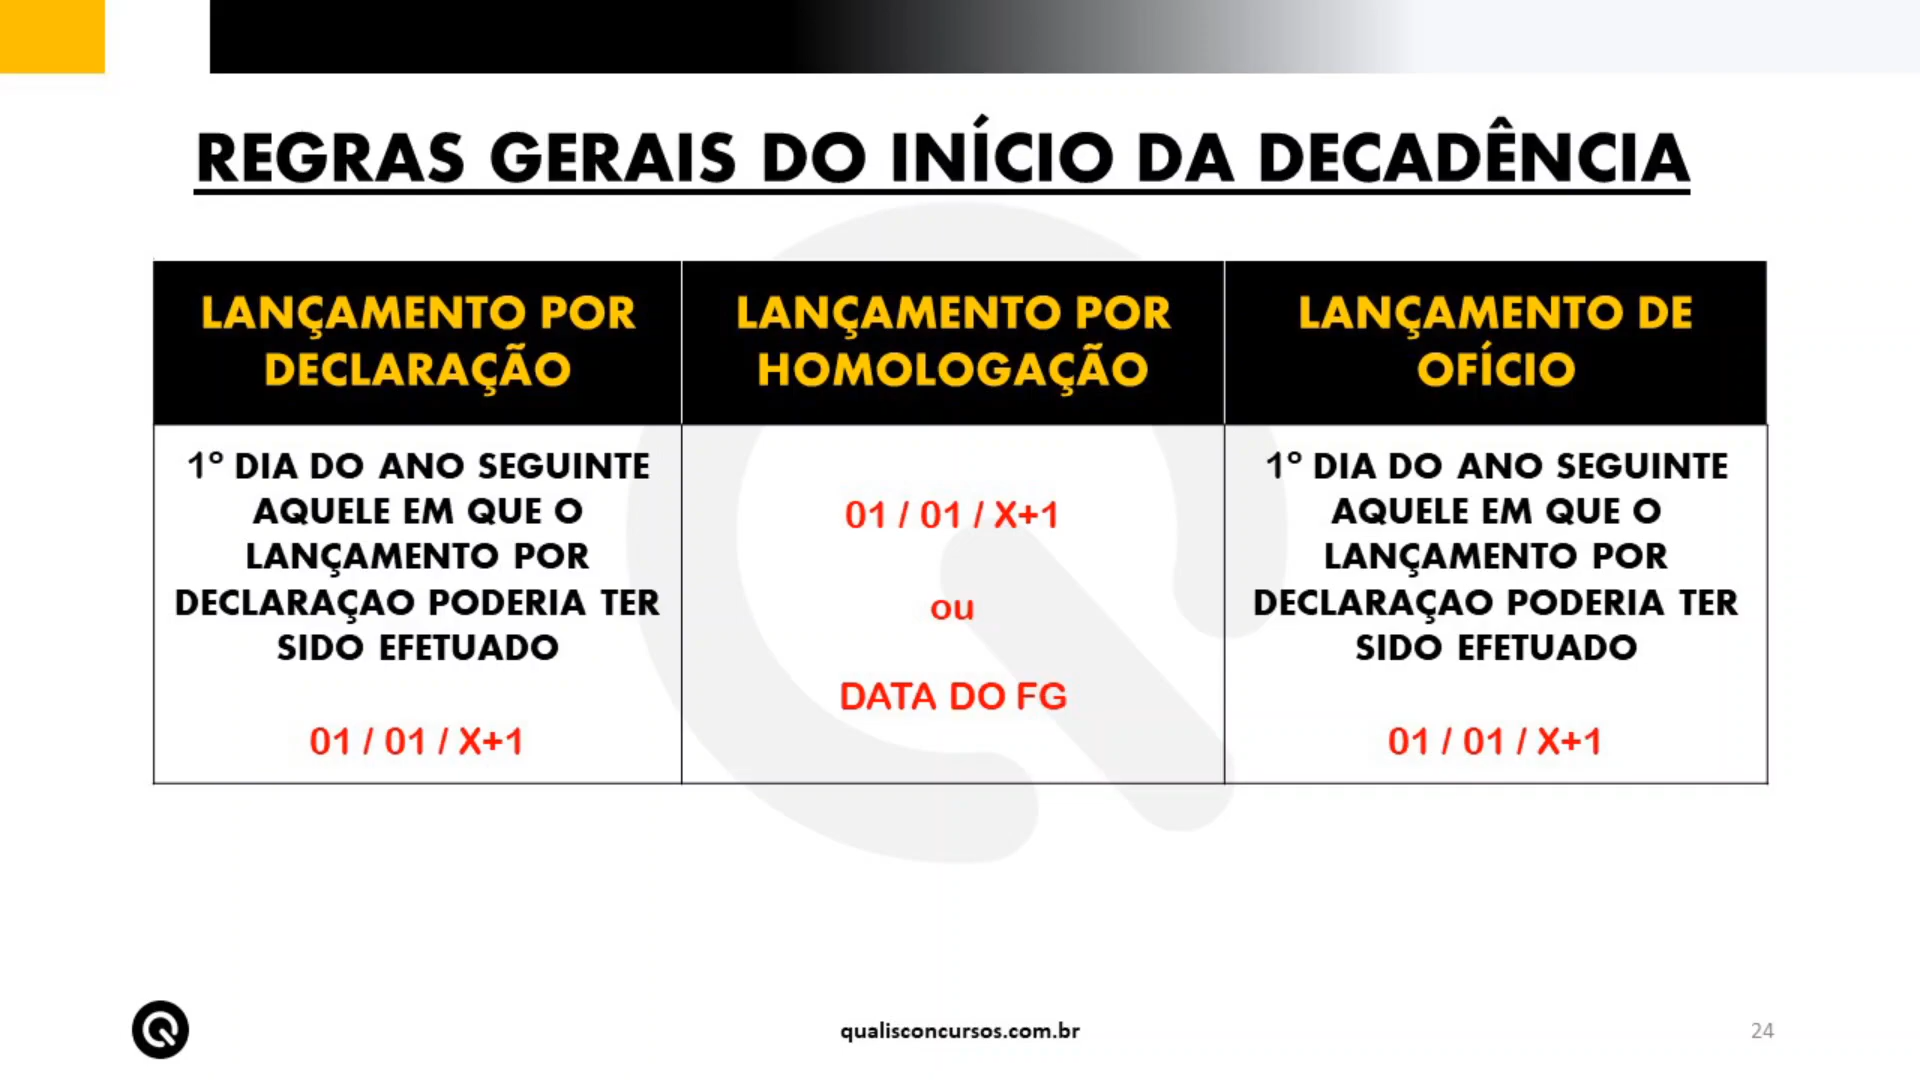 REGRAS GERAIS DO INÍCIO DA DECADÊNCIA
LANÇAMENTO POR
DECLARAÇÃO
LANÇAMENTO POR
HOMOLOGAÇÃO
LANÇAMENTO DE
OFÍCIO
1º DIA DO ANO SEGUINTE
AQUELE EM QUE O
LANÇAMENTO POR
DECLARAÇAO PODERIA TER
SIDO EFETUADO
01 / 01 / X+1
01 / 01 / X+1
ou
DATA DO FG
1º DIA DO ANO SEGUINTE
AQUELE EM QUE O
LANÇAMENTO POR
DECLARAÇAO PODERIA TER
SIDO EFETUADO
01 / 01 / X+1
qualisconcursos.com.br
24